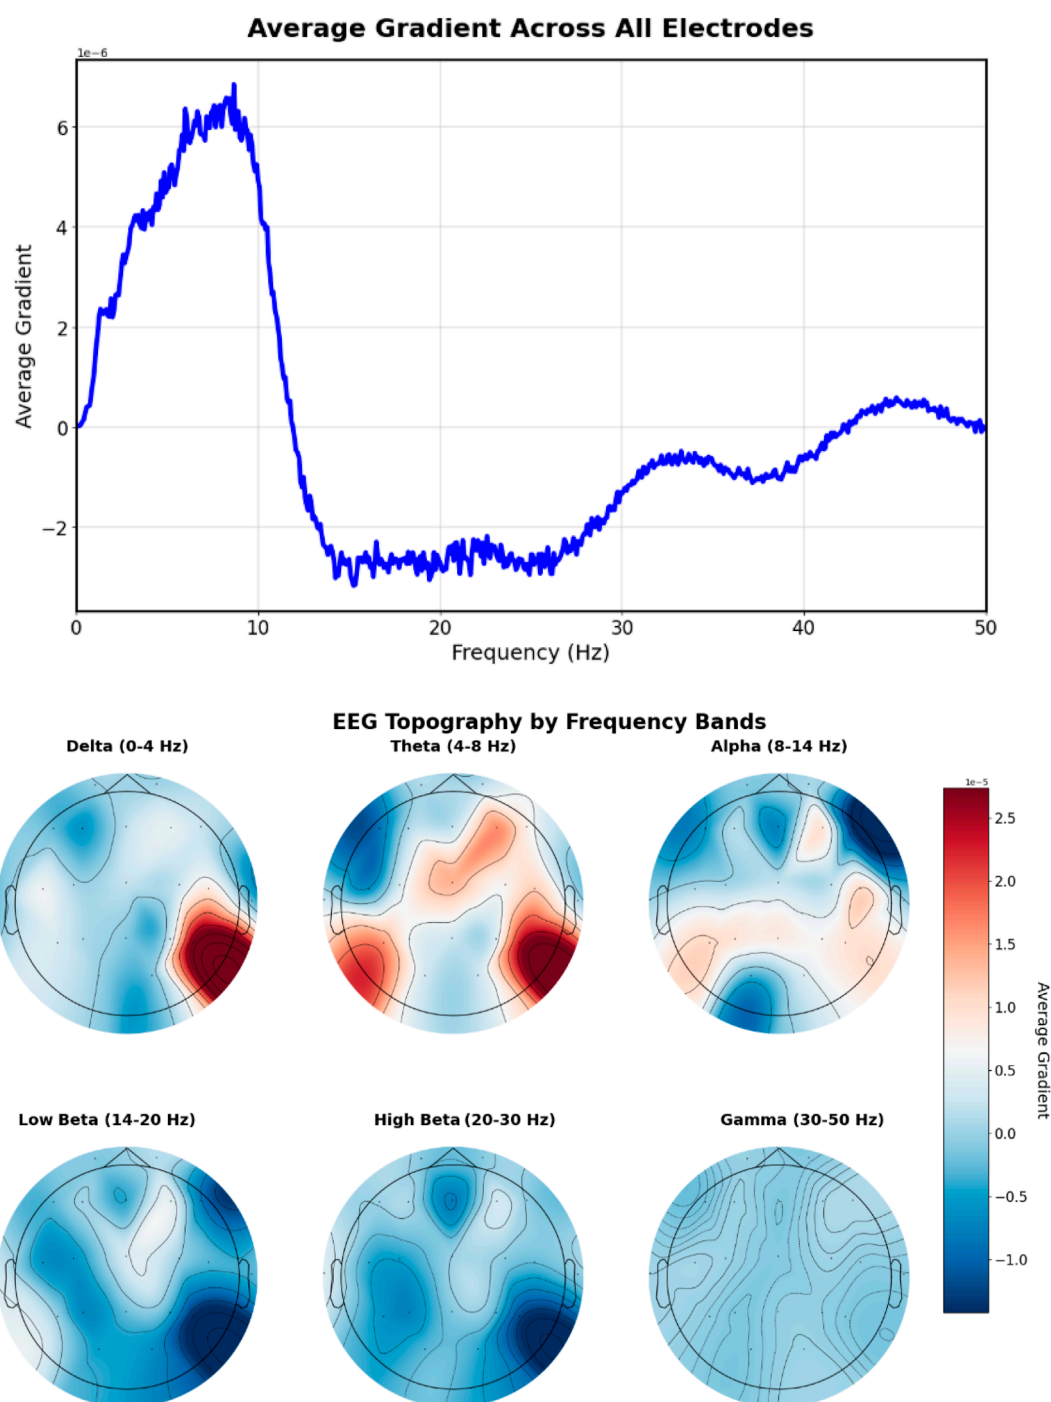 Average Gradient Across All Electrodes
1e−6
6
4
2
0
−2
Average Gradient
0 10 20 30 40 50
Frequency (Hz)
EEG Topography by Frequency Bands
Delta (0-4 Hz) Theta (4-8 Hz) Alpha (8-14 Hz)
1e−5
2.5
2.0
1.5
1.0
0.5
0.0
−0.5
−1.0
Average Gradient
Low Beta (14-20 Hz) High Beta (20-30 Hz) Gamma (30-50 Hz)